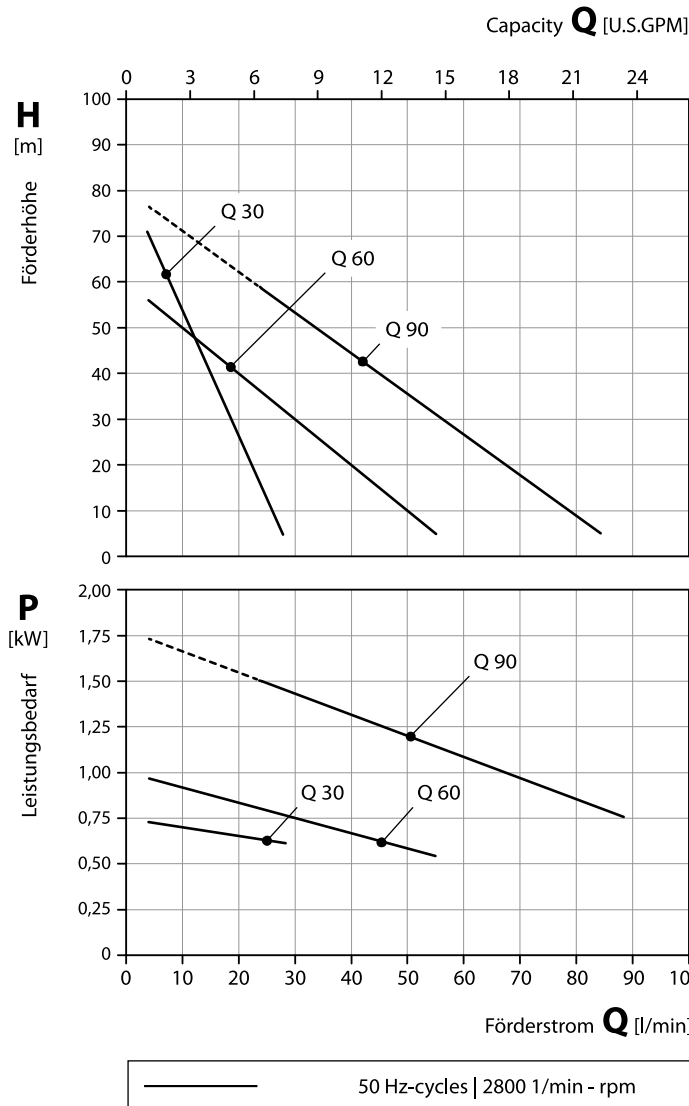 Capacity Q [U.S.GPM]
0 3 6 9 12 15 18 21 24
H
[m]
Förderhöhe
100
90
80
70
60
50
40
30
20
10
0
Q 30
Q 60
Q 90
P
[kW]
Leistungsbedarf
2,00
1,75
1,50
1,25
1,00
0,75
0,50
0,25
0
Q 90
Q 30
Q 60
0 10 20 30 40 50 60 70 80 90 10
Förderstrom Q [l/min]
50 Hz-cycles | 2800 1/min - rpm